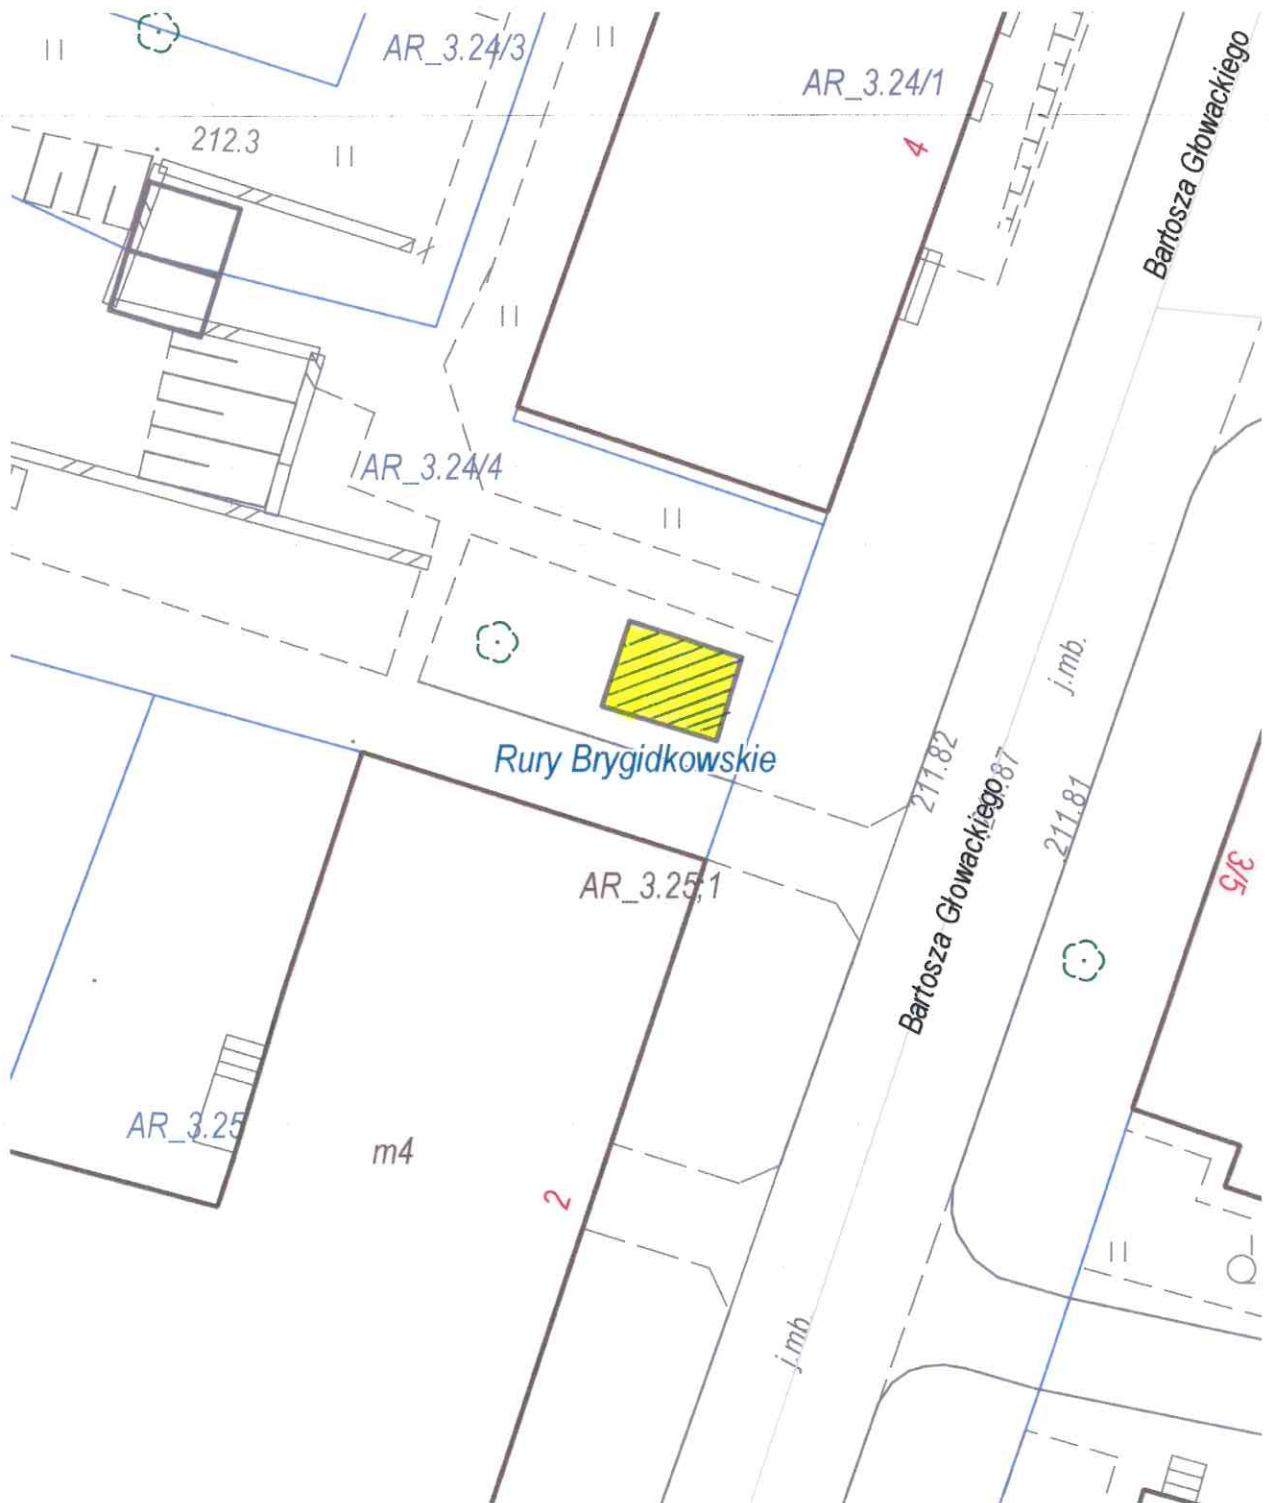 AR_3.24/3
AR_3.24/1
Bartosza Głowackiego
212.3
4
AR_3.24/4
j.mb.
Rury Brygidkowskie
211.82
211.81
3/5
AR_3.25;1
Bartosza Głowackiego
AR_3.25
m4
2
j.mb.